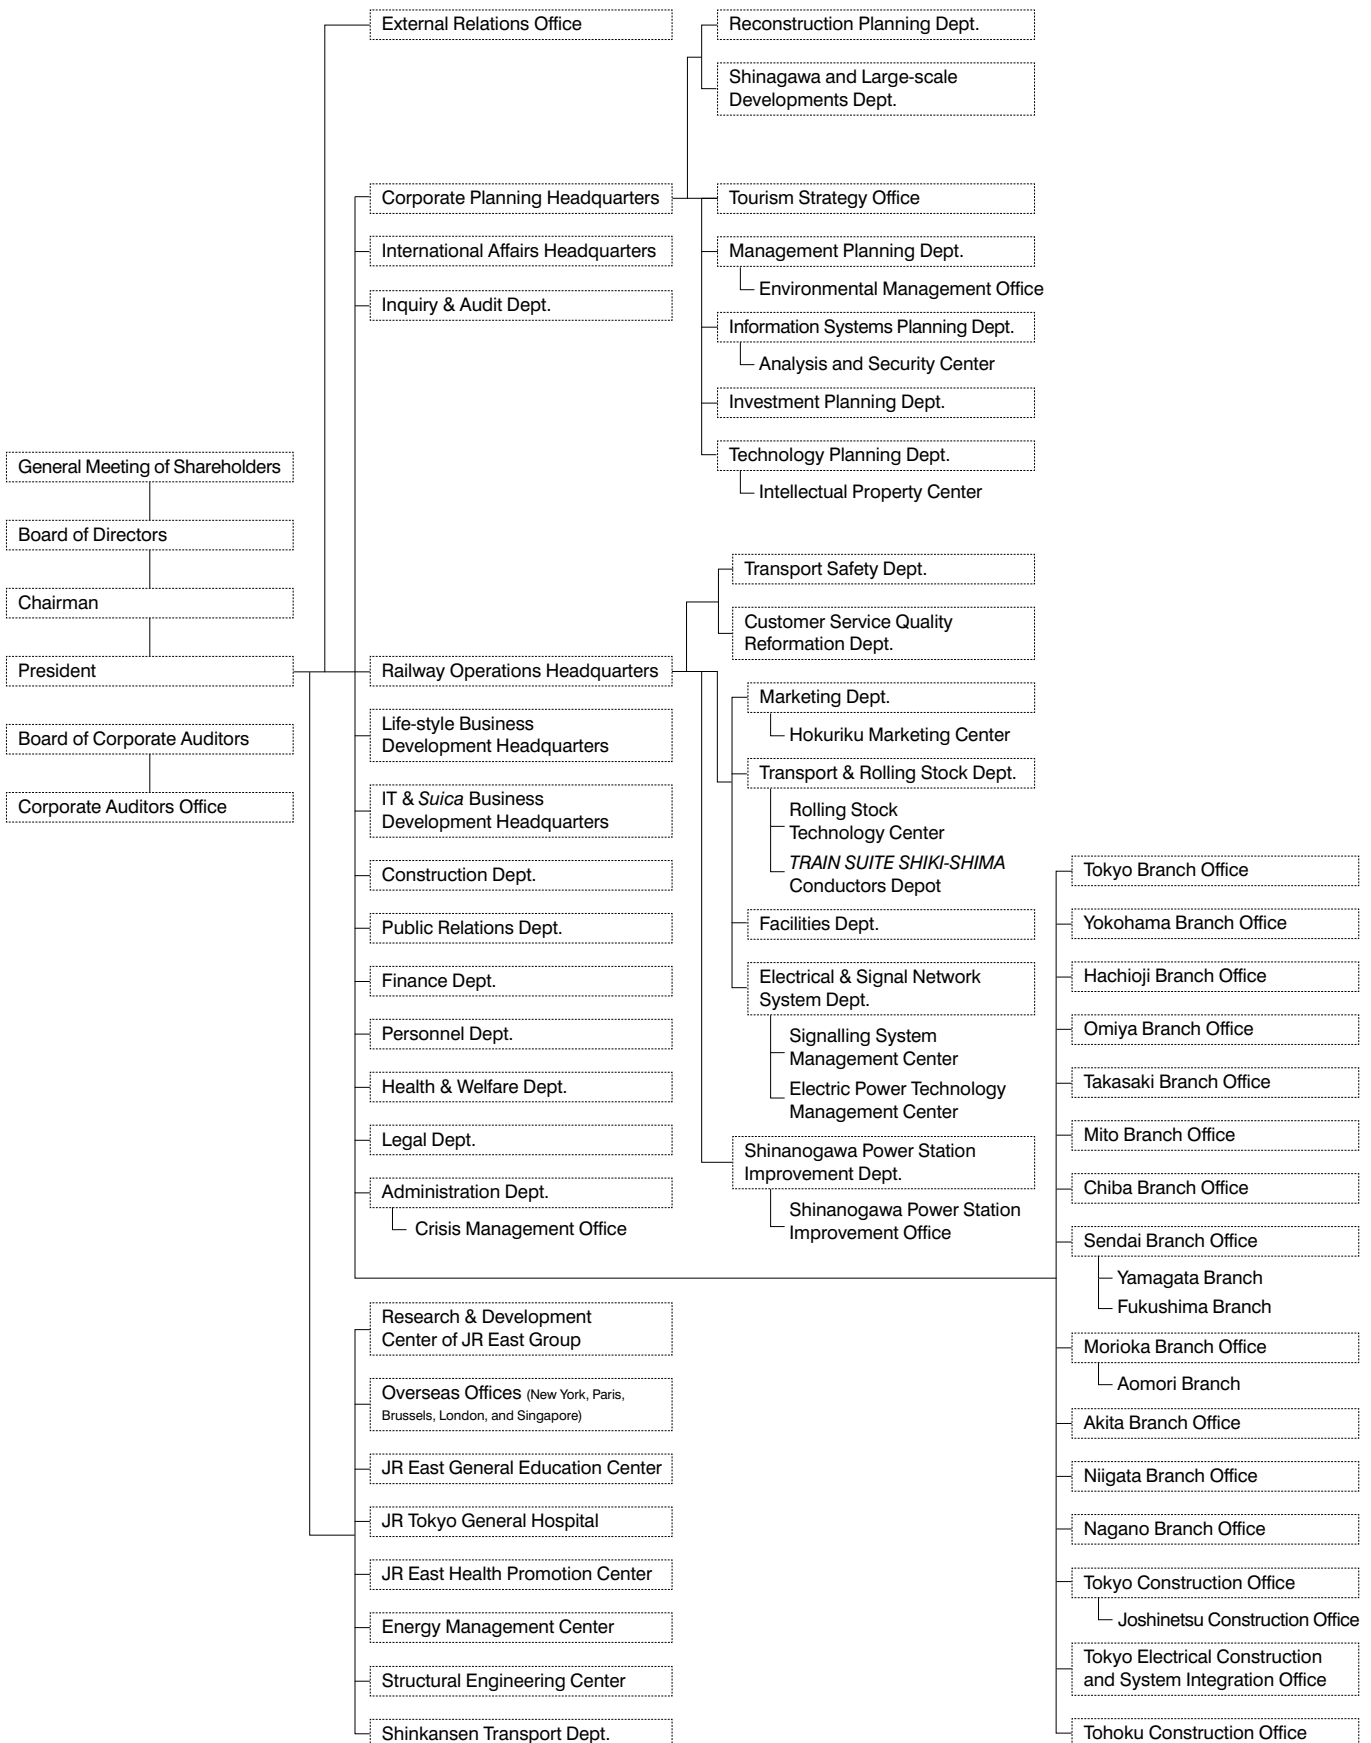 General Meeting of Shareholders
Board of Directors
Chairman
President
Board of Corporate Auditors
Corporate Auditors Office
External Relations Office
Corporate Planning Headquarters
International Affairs Headquarters
Inquiry & Audit Dept.
Railway Operations Headquarters
Life-style Business
Development Headquarters
IT & Suica Business
Development Headquarters
Construction Dept.
Public Relations Dept.
Finance Dept.
Personnel Dept.
Health & Welfare Dept.
Legal Dept.
Administration Dept.
Crisis Management Office
Research & Development
Center of JR East Group
Overseas Offices (New York, Paris,
Brussels, London, and Singapore)
JR East General Education Center
JR Tokyo General Hospital
JR East Health Promotion Center
Energy Management Center
Structural Engineering Center
Shinkansen Transport Dept.
Reconstruction Planning Dept.
Shinagawa and Large-scale
Developments Dept.
Tourism Strategy Office
Management Planning Dept.
Environmental Management Office
Information Systems Planning Dept.
Analysis and Security Center
Investment Planning Dept.
Technology Planning Dept.
Intellectual Property Center
Transport Safety Dept.
Customer Service Quality
Reformation Dept.
Marketing Dept.
Hokuriku Marketing Center
Transport & Rolling Stock Dept.
Rolling Stock
Technology Center
TRAIN SUITE SHIKI-SHIMA
Conductors Depot
Facilities Dept.
Electrical & Signal Network
System Dept.
Signalling System
Management Center
Electric Power Technology
Management Center
Shinanogawa Power Station
Improvement Dept.
Shinanogawa Power Station
Improvement Office
Tokyo Branch Office
Yokohama Branch Office
Hachioji Branch Office
Omiya Branch Office
Takasaki Branch Office
Mito Branch Office
Chiba Branch Office
Sendai Branch Office
Yamagata Branch
Fukushima Branch
Morioka Branch Office
Aomori Branch
Akita Branch Office
Niigata Branch Office
Nagano Branch Office
Tokyo Construction Office
Joshinetsu Construction Office
Tokyo Electrical Construction
and System Integration Office
Tohoku Construction Office